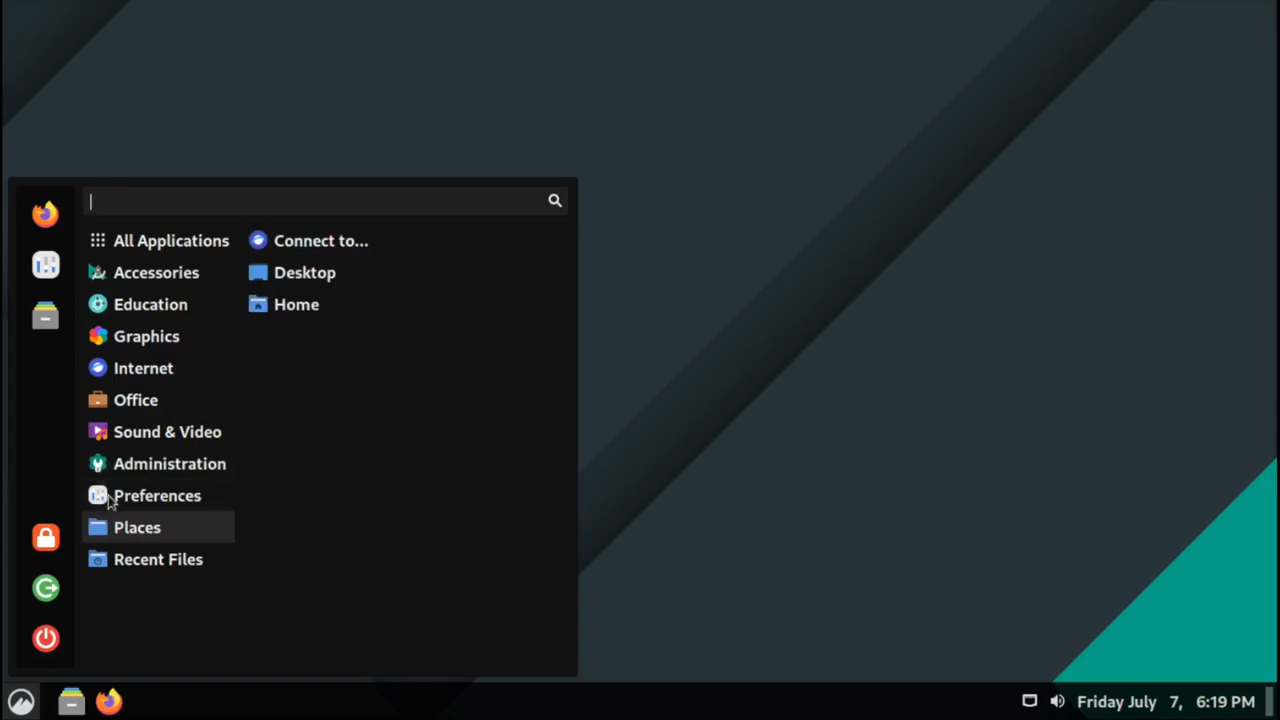 All Applications
Accessories
Education
Graphics
Internet
Office
Sound & Video
Administration
Preferences
Places
Recent Files
Connect to...
Desktop
Home
Friday July 7, 6:19 PM